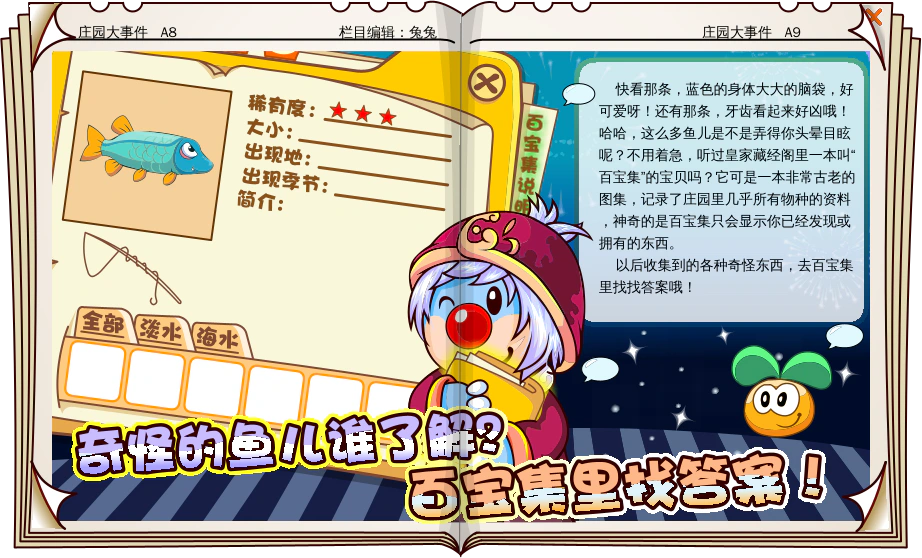 庄园大事件 A8
栏目编辑：兔兔
庄园大事件 A9
稀有度：
大小：
出现地：
出现季节：
简介：
百宝集说明
全部
淡水
海水
快看那条，蓝色的身体大大的脑袋，好
可爱呀！还有那条，牙齿看起来好凶哦！
哈哈，这么多鱼儿是不是弄得你头晕目眩
呢？不用着急，听过皇家藏经阁里一本叫“
百宝集”的宝贝吗？它可是一本非常古老的
图集，记录了庄园里几乎所有物种的资料
，神奇的是百宝集只会显示你已经发现或
拥有的东西。
以后收集到的各种奇怪东西，去百宝集
里找找答案哦！
奇怪的鱼儿谁了解?
百宝集里找答案！